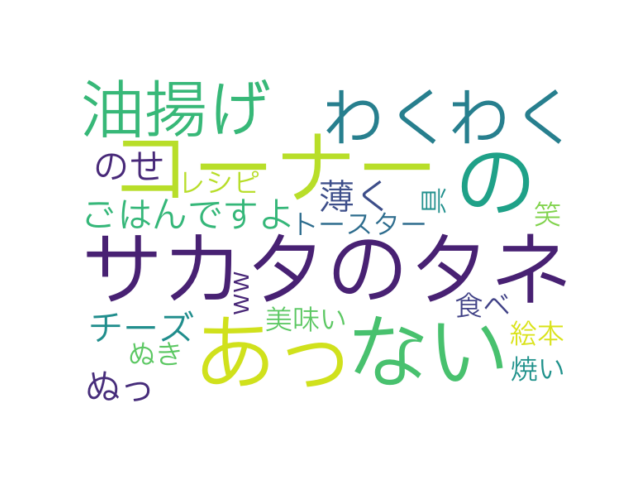 油揚げ
わくわく
コーナー
の
のせ
レシピ
薄く
具
笑
ごはんですよ
トースター
サカタのタネ
ww
食べ
チーズ
美味い
あっ
ない
絵本
ぬき
焼い
ぬっ